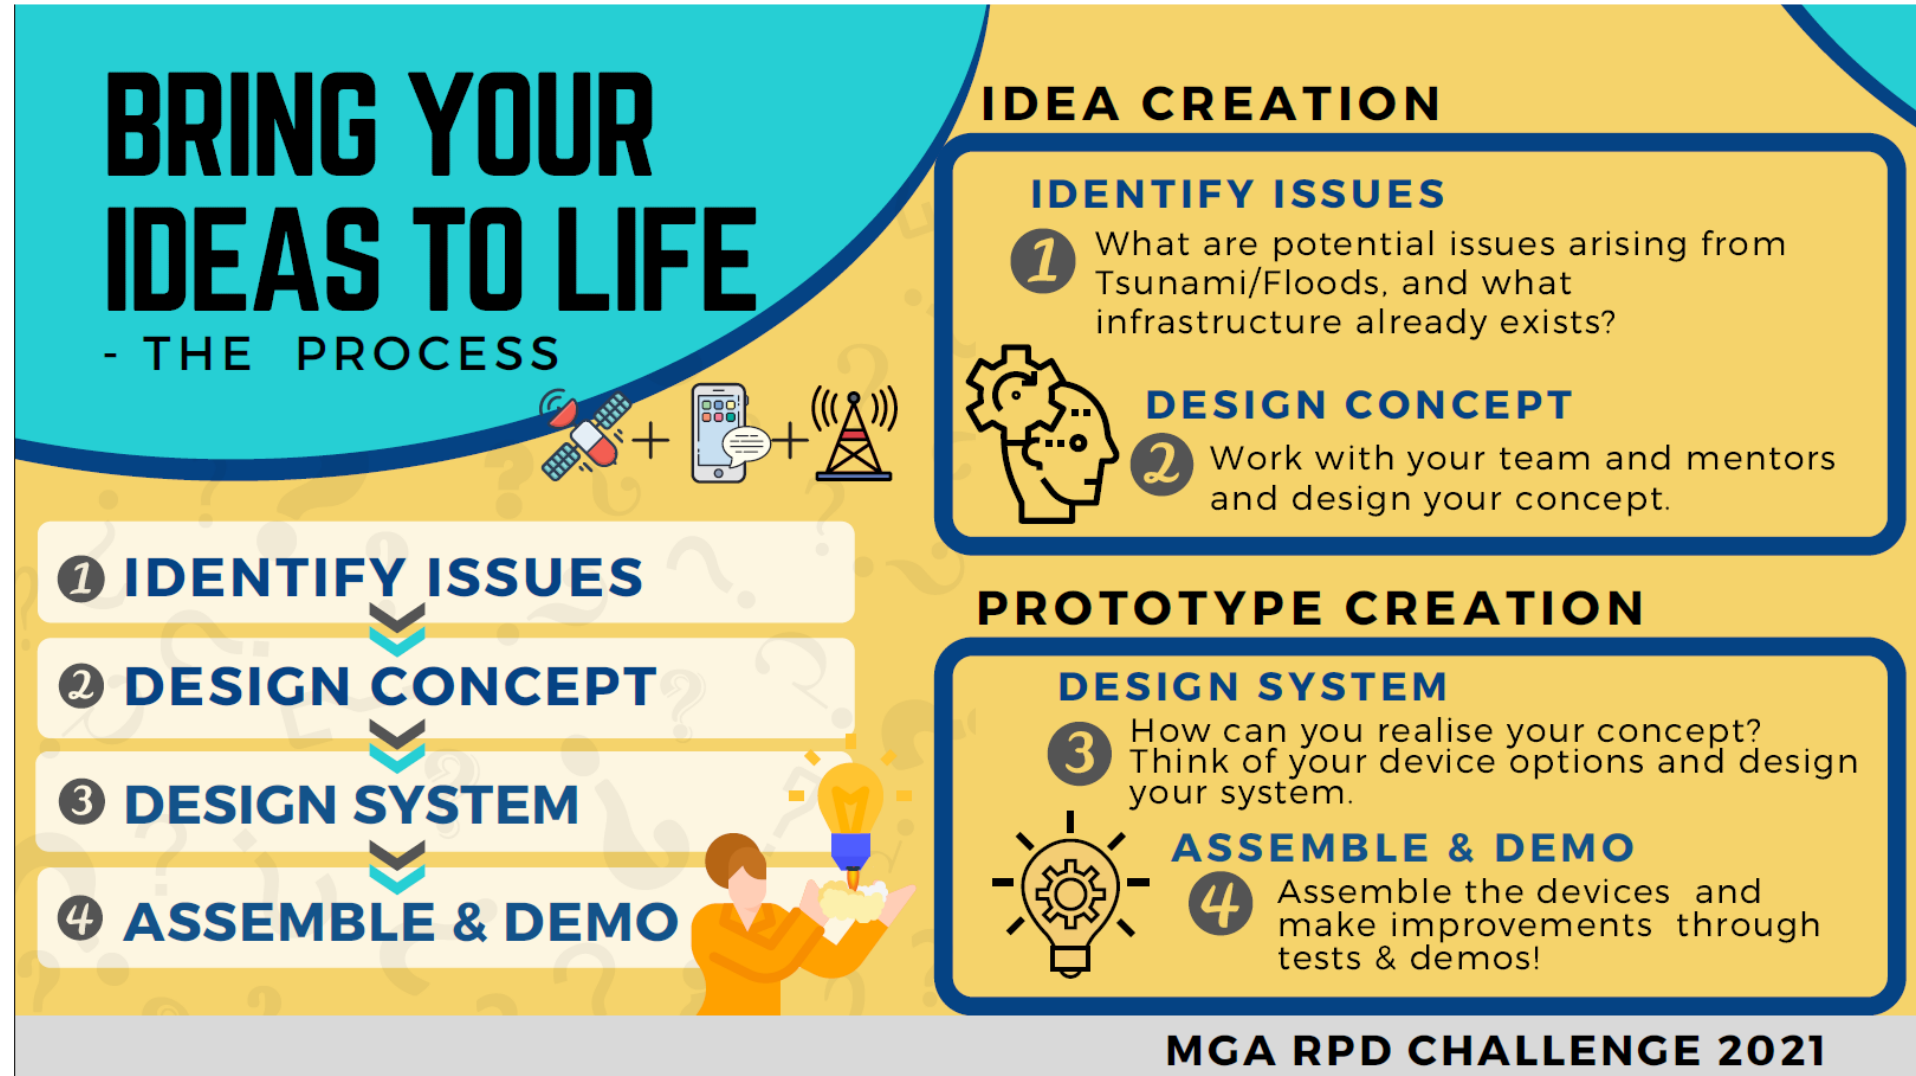 BRING YOUR
IDEAS TO LIFE
- THE PROCESS
1 IDENTIFY ISSUES
2 DESIGN CONCEPT
3 DESIGN SYSTEM
4 ASSEMBLE & DEMO
IDEA CREATION
IDENTIFY ISSUES
1 What are potential issues arising from
Tsunami/Floods, and what
infrastructure already exists?
DESIGN CONCEPT
2 Work with your team and mentors
and design your concept.
PROTOTYPE CREATION
DESIGN SYSTEM
3 How can you realise your concept?
Think of your device options and design
your system.
ASSEMBLE & DEMO
4 Assemble the devices and
make improvements through
tests & demos!
MGA RPD CHALLENGE 2021